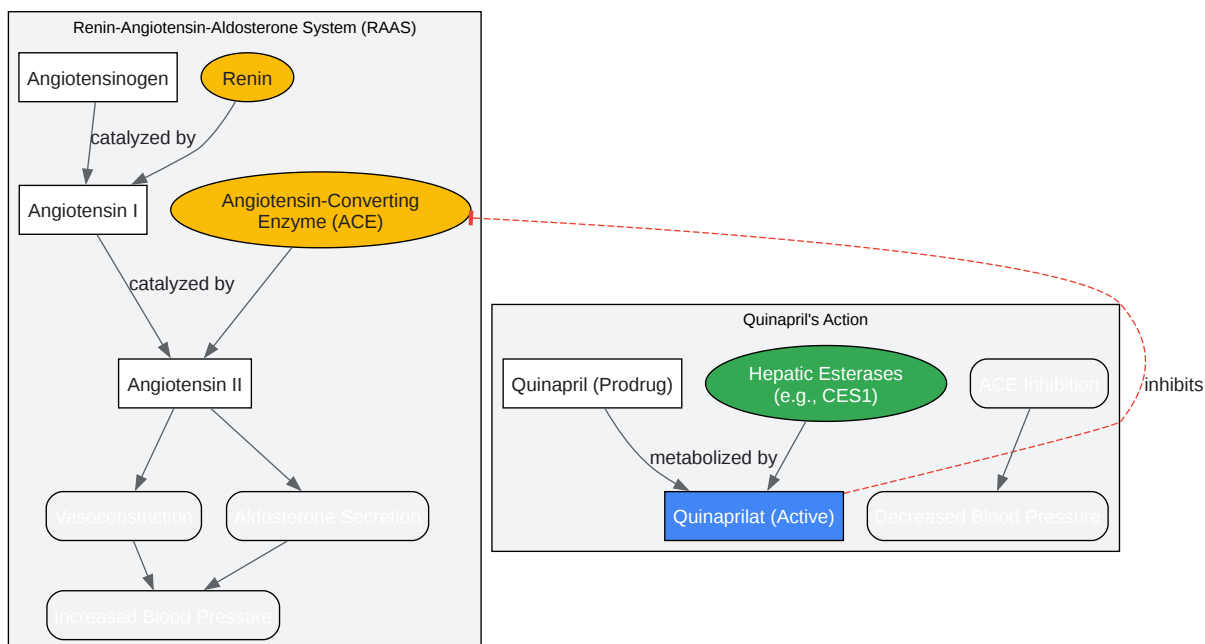 Renin-Angiotensin-Aldosterone System (RAAS)
Angiotensinogen
Renin
catalyzed by
Angiotensin I
Angiotensin-Converting
Enzyme (ACE)
catalyzed by
Angiotensin II
Vasoconstriction
Aldosterone Secretion
Increased Blood Pressure
Quinapril's Action
Quinapril (Prodrug)
Hepatic Esterases
(e.g., CES1)
ACE Inhibition
metabolized by
Quinaprilat (Active)
Decreased Blood Pressure
inhibits